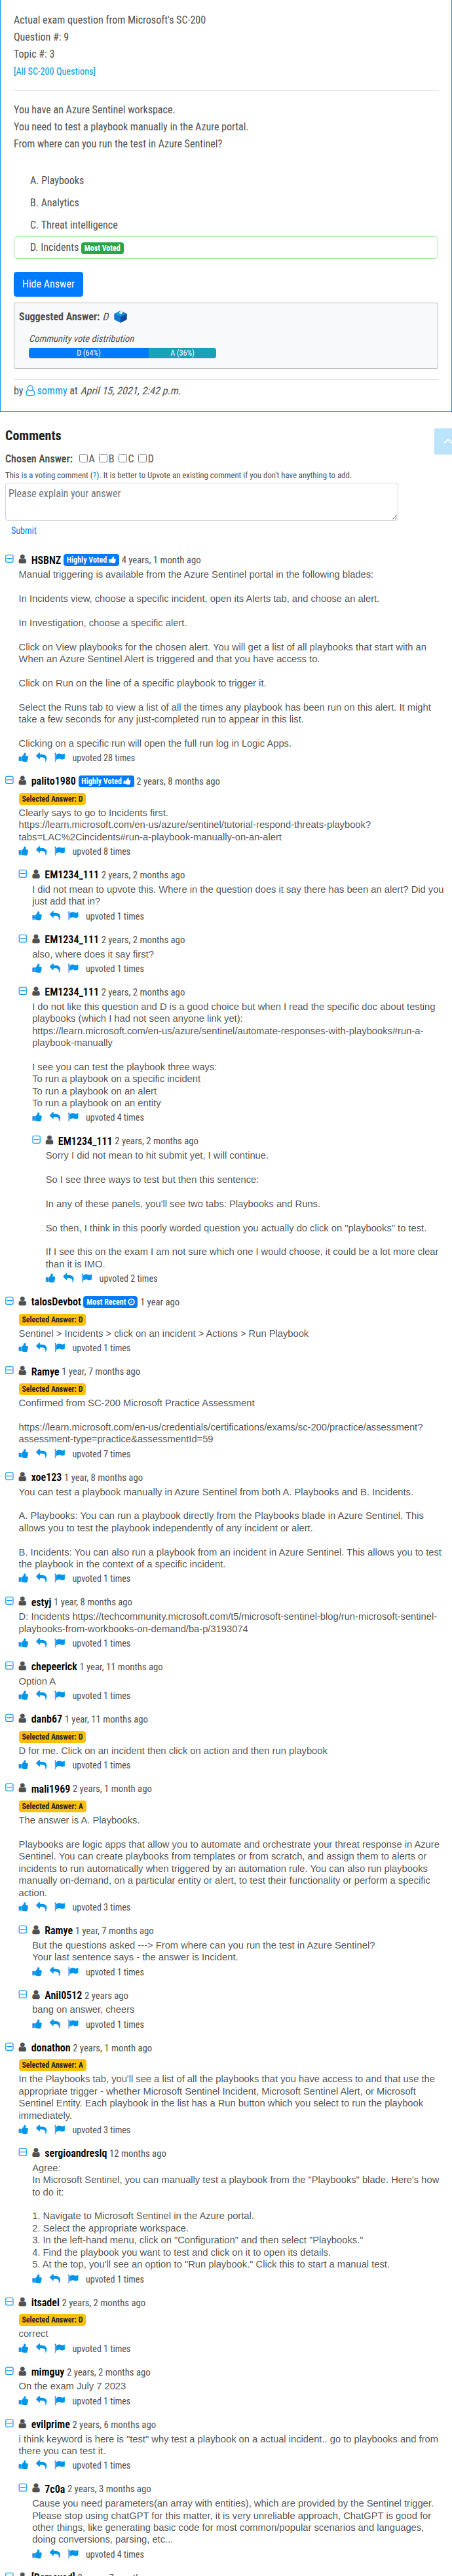 Actual exam question from Microsoft's SC-200
Question #: 9
Topic #: 3
[All SC-200 Questions]
You have an Azure Sentinel workspace.
You need to test a playbook manually in the Azure portal.
From where can you run the test in Azure Sentinel?
A. Playbooks
B. Analytics
C. Threat intelligence
D. Incidents Most Voted
Hide Answer
Suggested Answer: D
Community vote distribution
D (64%) A (36%)
by sommy at April 15, 2021, 2:42 p.m.
Comments
Chosen Answer: A B C D
This is a voting comment (?). It is better to Upvote an existing comment if you don't have anything to add.
Please explain your answer
Submit
HSBNZ Highly Voted 4 years, 1 month ago
Manual triggering is available from the Azure Sentinel portal in the following blades:
In Incidents view, choose a specific incident, open its Alerts tab, and choose an alert.
In Investigation, choose a specific alert.
Click on View playbooks for the chosen alert. You will get a list of all playbooks that start with an
When an Azure Sentinel Alert is triggered and that you have access to.
Click on Run on the line of a specific playbook to trigger it.
Select the Runs tab to view a list of all the times any playbook has been run on this alert. It might
take a few seconds for any just-completed run to appear in this list.
Clicking on a specific run will open the full run log in Logic Apps.
upvoted 28 times
palito1980 Highly Voted 2 years, 8 months ago
Selected Answer: D
Clearly says to go to Incidents first.
https://learn.microsoft.com/en-us/azure/sentinel/tutorial-respond-threats-playbook?
tabs=LAC%2Cincidents#run-a-playbook-manually-on-an-alert
upvoted 8 times
EM1234_111 2 years, 2 months ago
I did not mean to upvote this. Where in the question does it say there has been an alert? Did you
just add that in?
upvoted 1 times
EM1234_111 2 years, 2 months ago
also, where does it say first?
upvoted 1 times
EM1234_111 2 years, 2 months ago
I do not like this question and D is a good choice but when I read the specific doc about testing
playbooks (which I had not seen anyone link yet):
https://learn.microsoft.com/en-us/azure/sentinel/automate-responses-with-playbooks#run-a-
playbook-manually
I see you can test the playbook three ways:
To run a playbook on a specific incident
To run a playbook on an alert
To run a playbook on an entity
upvoted 4 times
EM1234_111 2 years, 2 months ago
Sorry I did not mean to hit submit yet, I will continue.
So I see three ways to test but then this sentence:
In any of these panels, you'll see two tabs: Playbooks and Runs.
So then, I think in this poorly worded question you actually do click on "playbooks" to test.
If I see this on the exam I am not sure which one I would choose, it could be a lot more clear
than it is IMO.
upvoted 2 times
talosDevbot Most Recent 1 year ago
Selected Answer: D
Sentinel > Incidents > click on an incident > Actions > Run Playbook
upvoted 1 times
Ramye 1 year, 7 months ago
Selected Answer: D
Confirmed from SC-200 Microsoft Practice Assessment
https://learn.microsoft.com/en-us/credentials/certifications/exams/sc-200/practice/assessment?
assessment-type=practice&assessmentId=59
upvoted 7 times
xoe123 1 year, 8 months ago
You can test a playbook manually in Azure Sentinel from both A. Playbooks and B. Incidents.
A. Playbooks: You can run a playbook directly from the Playbooks blade in Azure Sentinel. This
allows you to test the playbook independently of any incident or alert.
B. Incidents: You can also run a playbook from an incident in Azure Sentinel. This allows you to test
the playbook in the context of a specific incident.
upvoted 1 times
estyj 1 year, 8 months ago
D: Incidents https://techcommunity.microsoft.com/t5/microsoft-sentinel-blog/run-microsoft-sentinel-
playbooks-from-workbooks-on-demand/ba-p/3193074
upvoted 1 times
chepeerick 1 year, 11 months ago
Option A
upvoted 1 times
danb67 1 year, 11 months ago
Selected Answer: D
D for me. Click on an incident then click on action and then run playbook
upvoted 1 times
mali1969 2 years, 1 month ago
Selected Answer: A
The answer is A. Playbooks.
Playbooks are logic apps that allow you to automate and orchestrate your threat response in Azure
Sentinel. You can create playbooks from templates or from scratch, and assign them to alerts or
incidents to run automatically when triggered by an automation rule. You can also run playbooks
manually on-demand, on a particular entity or alert, to test their functionality or perform a specific
action.
upvoted 3 times
Ramye 1 year, 7 months ago
But the questions asked ---> From where can you run the test in Azure Sentinel?
Your last sentence says - the answer is Incident.
upvoted 1 times
Anil0512 2 years ago
bang on answer, cheers
upvoted 1 times
donathon 2 years, 1 month ago
Selected Answer: A
In the Playbooks tab, you'll see a list of all the playbooks that you have access to and that use the
appropriate trigger - whether Microsoft Sentinel Incident, Microsoft Sentinel Alert, or Microsoft
Sentinel Entity. Each playbook in the list has a Run button which you select to run the playbook
immediately.
upvoted 3 times
sergioandreslq 12 months ago
Agree:
In Microsoft Sentinel, you can manually test a playbook from the "Playbooks" blade. Here's how
to do it:
1. Navigate to Microsoft Sentinel in the Azure portal.
2. Select the appropriate workspace.
3. In the left-hand menu, click on "Configuration" and then select "Playbooks."
4. Find the playbook you want to test and click on it to open its details.
5. At the top, you'll see an option to "Run playbook." Click this to start a manual test.
upvoted 1 times
itsadel 2 years, 2 months ago
Selected Answer: D
correct
upvoted 1 times
mimguy 2 years, 2 months ago
On the exam July 7 2023
upvoted 1 times
evilprime 2 years, 6 months ago
i think keyword is here is "test" why test a playbook on a actual incident.. go to playbooks and from
there you can test it.
upvoted 1 times
7c0a 2 years, 3 months ago
Cause you need parameters(an array with entities), which are provided by the Sentinel trigger.
Please stop using chatGPT for this matter, it is very unreliable approach, ChatGPT is good for
other things, like generating basic code for most common/popular scenarios and languages,
doing conversions, parsing, etc...
upvoted 4 times